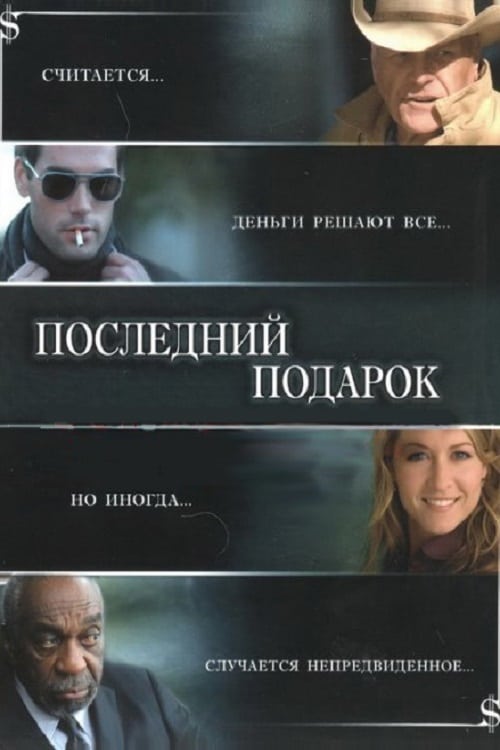 $
СЧИТАЕТСЯ...
ДЕНЬГИ РЕШАЮТ ВСЕ...
ПОСЛЕДНИЙ
ПОДАРОК
НО ИНОГДА...
СЛУЧАЕТСЯ НЕПРЕДВИДЕННОЕ...
$